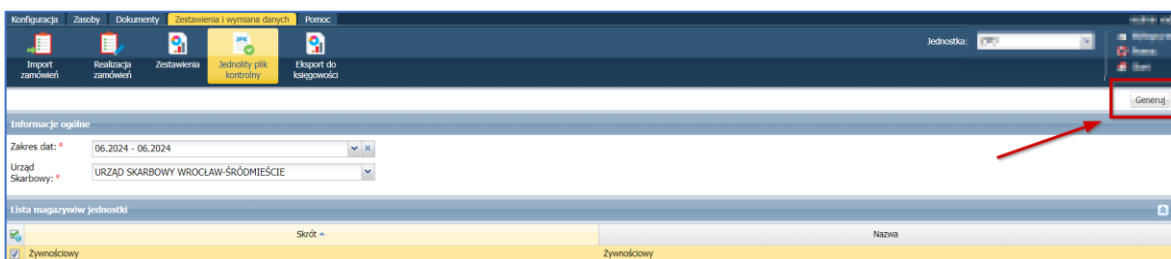 Konfiguracja Zasoby Dokumenty Zestawienia i wymiana danych Pomoc
Import zamówień
Realizacja zamówień
Zestawienia
JPK
Jednolity plik kontrolny
Eksport do księgowości
Jednostka:
Generuj
Informacje ogólne
Zakres dat: * 06.2024 - 06.2024
Urząd Skarbowy: * URZĄD SKARBOWY WROCŁAW-ŚRÓDMIEŚCIE
Lista magazynów jednostki
Skrót Nazwa
Żywnościowy Żywnościowy